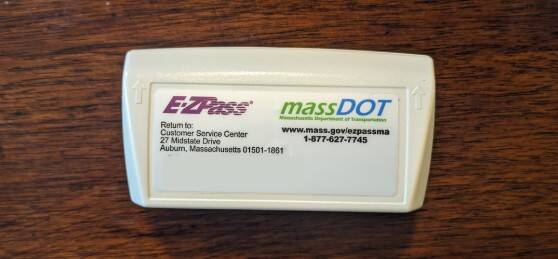 E-ZPass®
Return to:
Customer Service Center
27 Midstate Drive
Auburn, Massachusetts 01501-1861
massDOT
Massachusetts Department of Transportation
www.mass.gov/ezpassma
1-877-627-7745